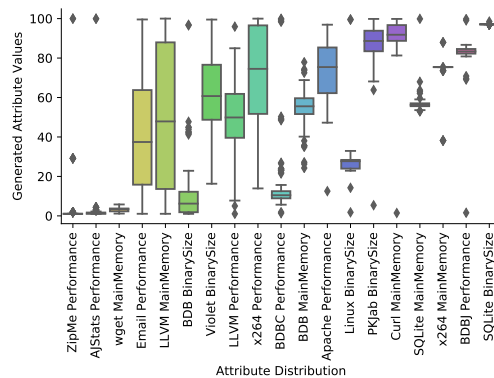 Generated Attribute Values
100
80
60
40
20
0
ZipMe Performance
AJStats Performance
wget MainMemory
Email Performance
LLVM MainMemory
BDB BinarySize
Violet BinarySize
LLVM Performance
x264 Performance
BDBC Performance
BDB MainMemory
Apache Performance
Linux BinarySize
PKJab BinarySize
Curl MainMemory
SQLite MainMemory
x264 MainMemory
BDBJ Performance
SQLite BinarySize
Attribute Distribution